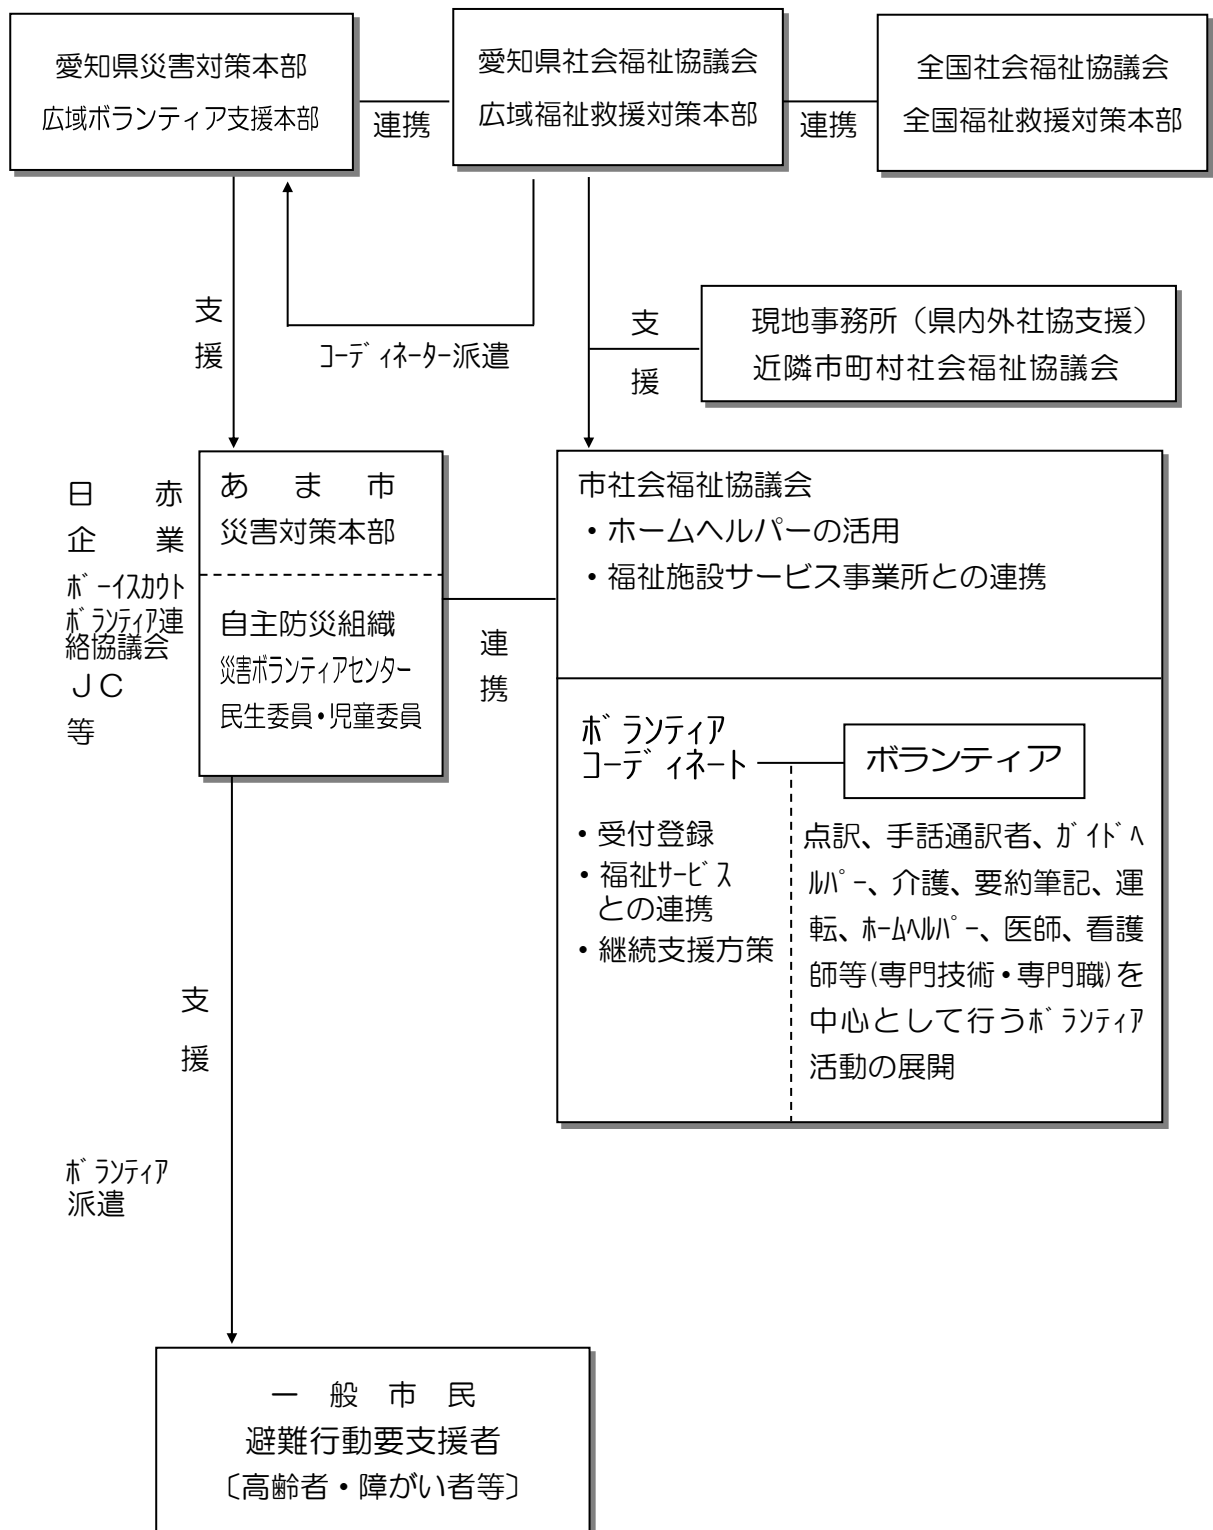 愛知県災害対策本部
広域ボランティア支援本部
連携
愛知県社会福祉協議会
広域福祉救援対策本部
連携
全国社会福祉協議会
全国福祉救援対策本部
支
援
ｺｰﾃﾞｨﾈｰﾀｰ派遣
支
援
現地事務所（県内外社協支援）
近隣市町村社会福祉協議会
日　赤
企　業
ﾎﾞｰｲｽｶｳﾄ
ﾎﾞﾗﾝﾃｨｱ連
絡協議会
ＪＣ
等
あ　ま　市
災害対策本部
自主防災組織
災害ボランティアセンター
民生委員・児童委員
連
携
市社会福祉協議会
・ホームヘルパーの活用
・福祉施設サービス事業所との連携
ﾎﾞﾗﾝﾃｨｱ
ｺｰﾃﾞｨﾈｰﾄ
ボランティア
・受付登録
・福祉ｻｰﾋﾞｽ
との連携
・継続支援方策
点訳、手話通訳者、ｶﾞｲﾄﾞﾍ
ﾙﾊﾟｰ、介護、要約筆記、運
転、ﾎｰﾑﾍﾙﾊﾟｰ、医師、看護
師等(専門技術・専門職)を
中心として行うﾎﾞﾗﾝﾃｨｱ
活動の展開
支
援
ﾎﾞﾗﾝﾃｨｱ
派遣
一　般　市　民
避難行動要支援者
〔高齢者・障がい者等〕